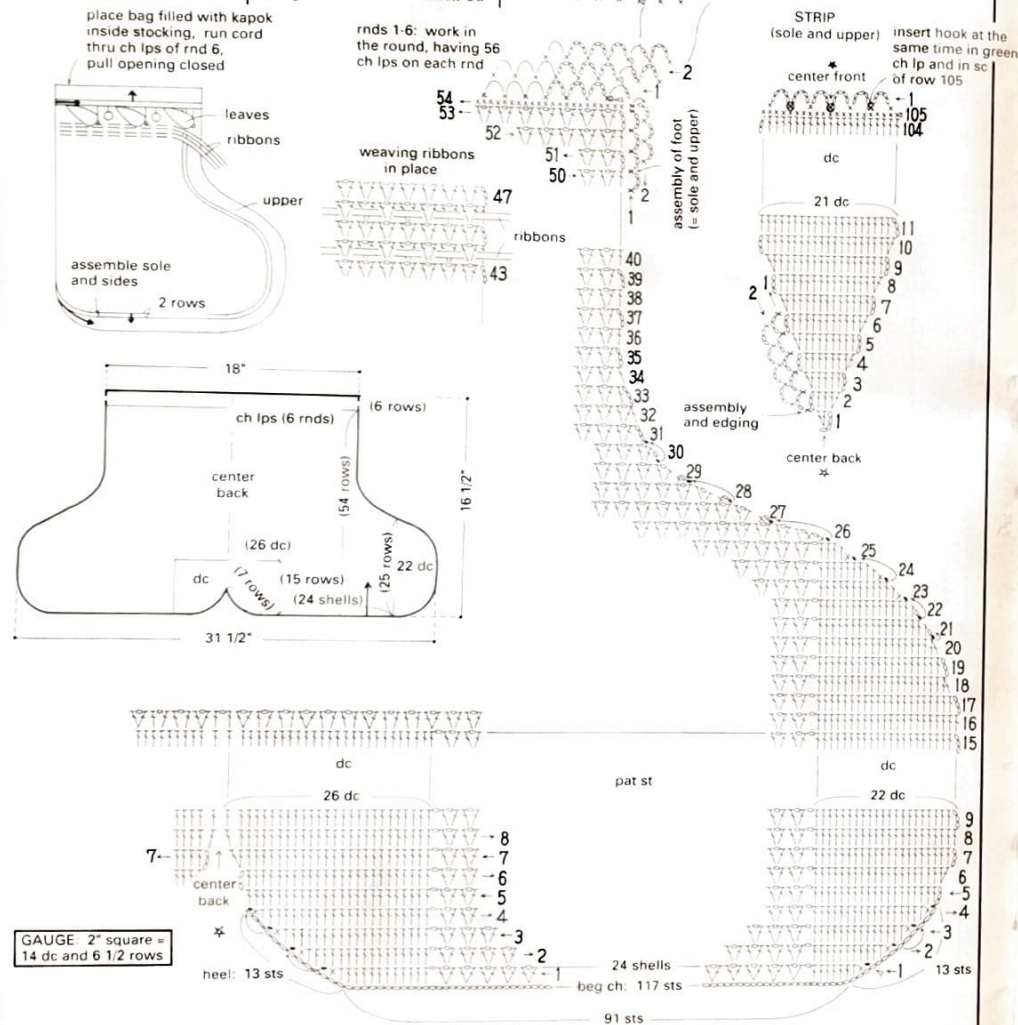 place bag filled with kapok
inside stocking, run cord
thru ch lps of rnd 6,
pull opening closed
leaves
ribbons
upper
assemble sole
and sides
2 rows
rnds 1-6: work in
the round, having 56
ch lps on each rnd
weaving ribbons
in place
47
ribbons
43
2
1
54
53
52
51
50
2
1
assembly of foot
(= sole and upper)
40
39
38
37
36
35
34
33
32
31
30
29
28
27
26
25
24
23
22
21
20
19
18
17
16
15
STRIP
(sole and upper)
insert hook at the
same time in green
ch lp and in sc
of row 105
center front
1
105
104
dc
21 dc
11
10
9
8
7
6
5
4
3
2
1
1
2
assembly
and edging
center back
18"
ch lps (6 rnds)
(6 rows)
center
back
(54 rows)
16 1/2"
(26 dc)
dc
(7 rows)
(15 rows)
(24 shells)
(25 rows)
22 dc
31 1/2"
dc
pat st
dc
26 dc
22 dc
7
center
back
8
7
6
5
4
3
2
1
9
8
7
6
5
4
3
2
1
GAUGE: 2" square =
14 dc and 6 1/2 rows
heel: 13 sts
24 shells
beg ch: 117 sts
13 sts
91 sts